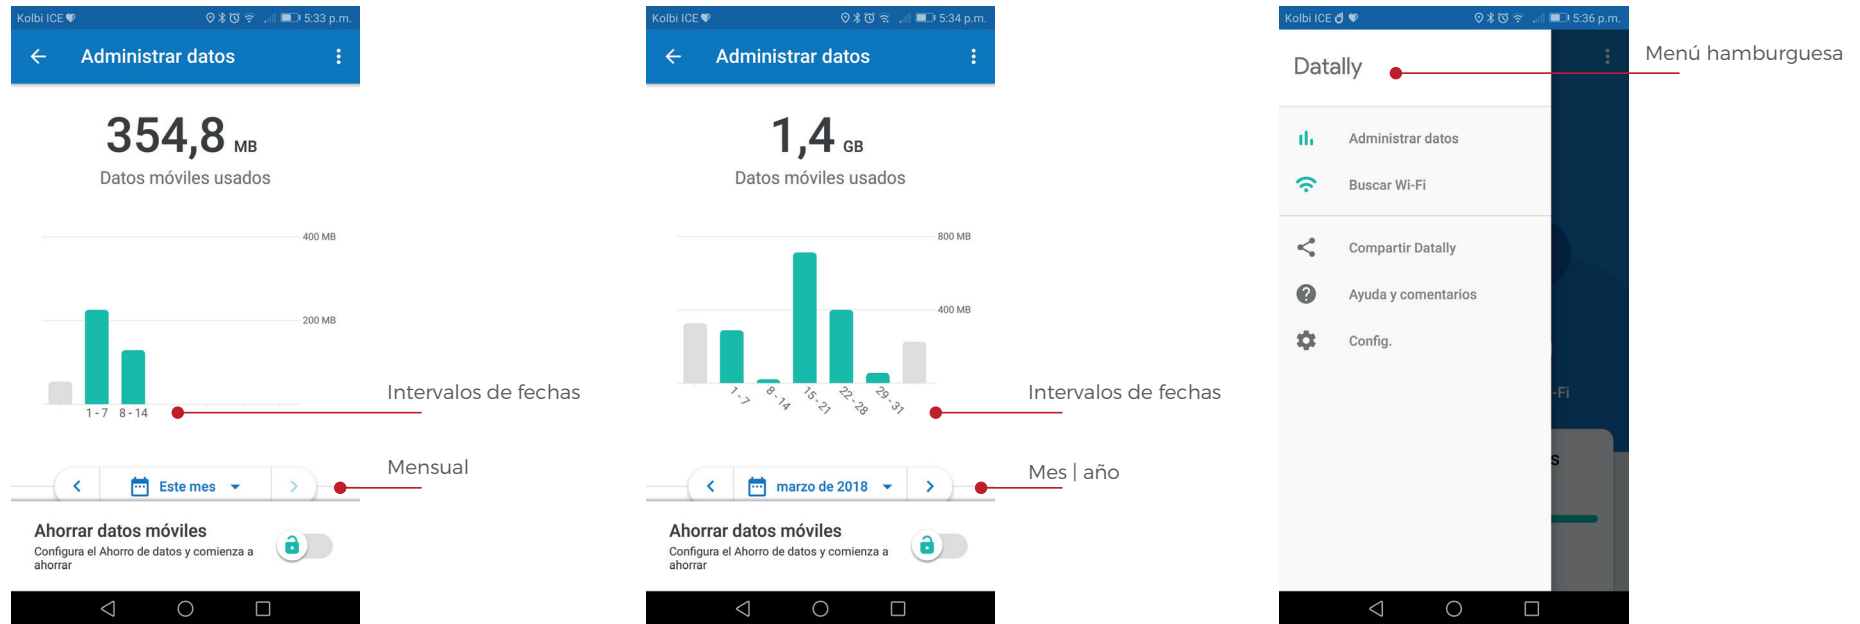 Kolbi ICE
5:33 p.m.
Administrar datos
354,8 MB
Datos móviles usados
400 MB
200 MB
1 - 7 8 - 14
Intervalos de fechas
Mensual
Este mes
Ahorrar datos móviles
Configura el Ahorro de datos y comienza a
ahorrar
Kolbi ICE
5:34 p.m.
Administrar datos
1,4 GB
Datos móviles usados
800 MB
400 MB
1 - 7 8 - 14 15 - 21 22 - 28 29 - 31
Intervalos de fechas
Mes | año
marzo de 2018
Ahorrar datos móviles
Configura el Ahorro de datos y comienza a
ahorrar
Kolbi ICE
5:36 p.m.
Datally
Menú hamburguesa
Administrar datos
Buscar Wi-Fi
Compartir Datally
Ayuda y comentarios
Config.
-Fi
s